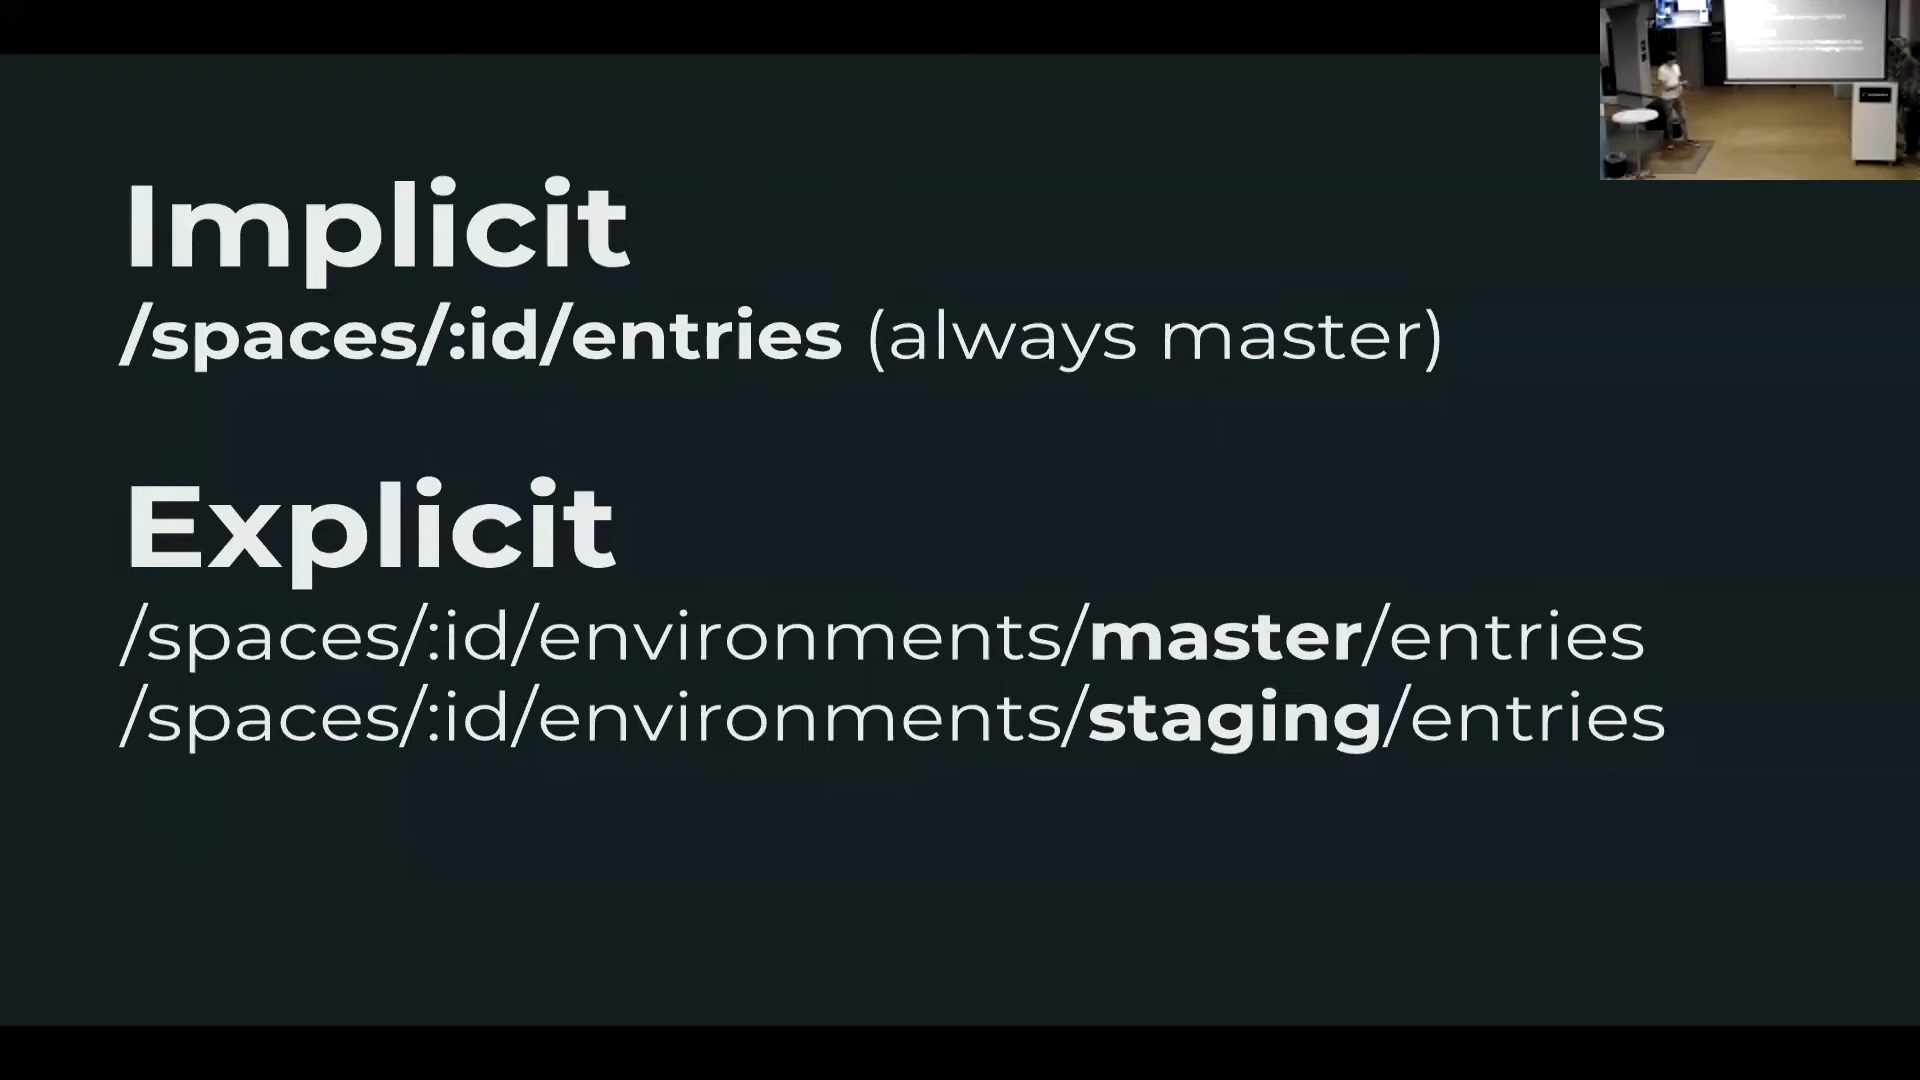 Implicit
/spaces/:id/entries (always master)
Explicit
/spaces/:id/environments/master/entries
/spaces/:id/environments/staging/entries